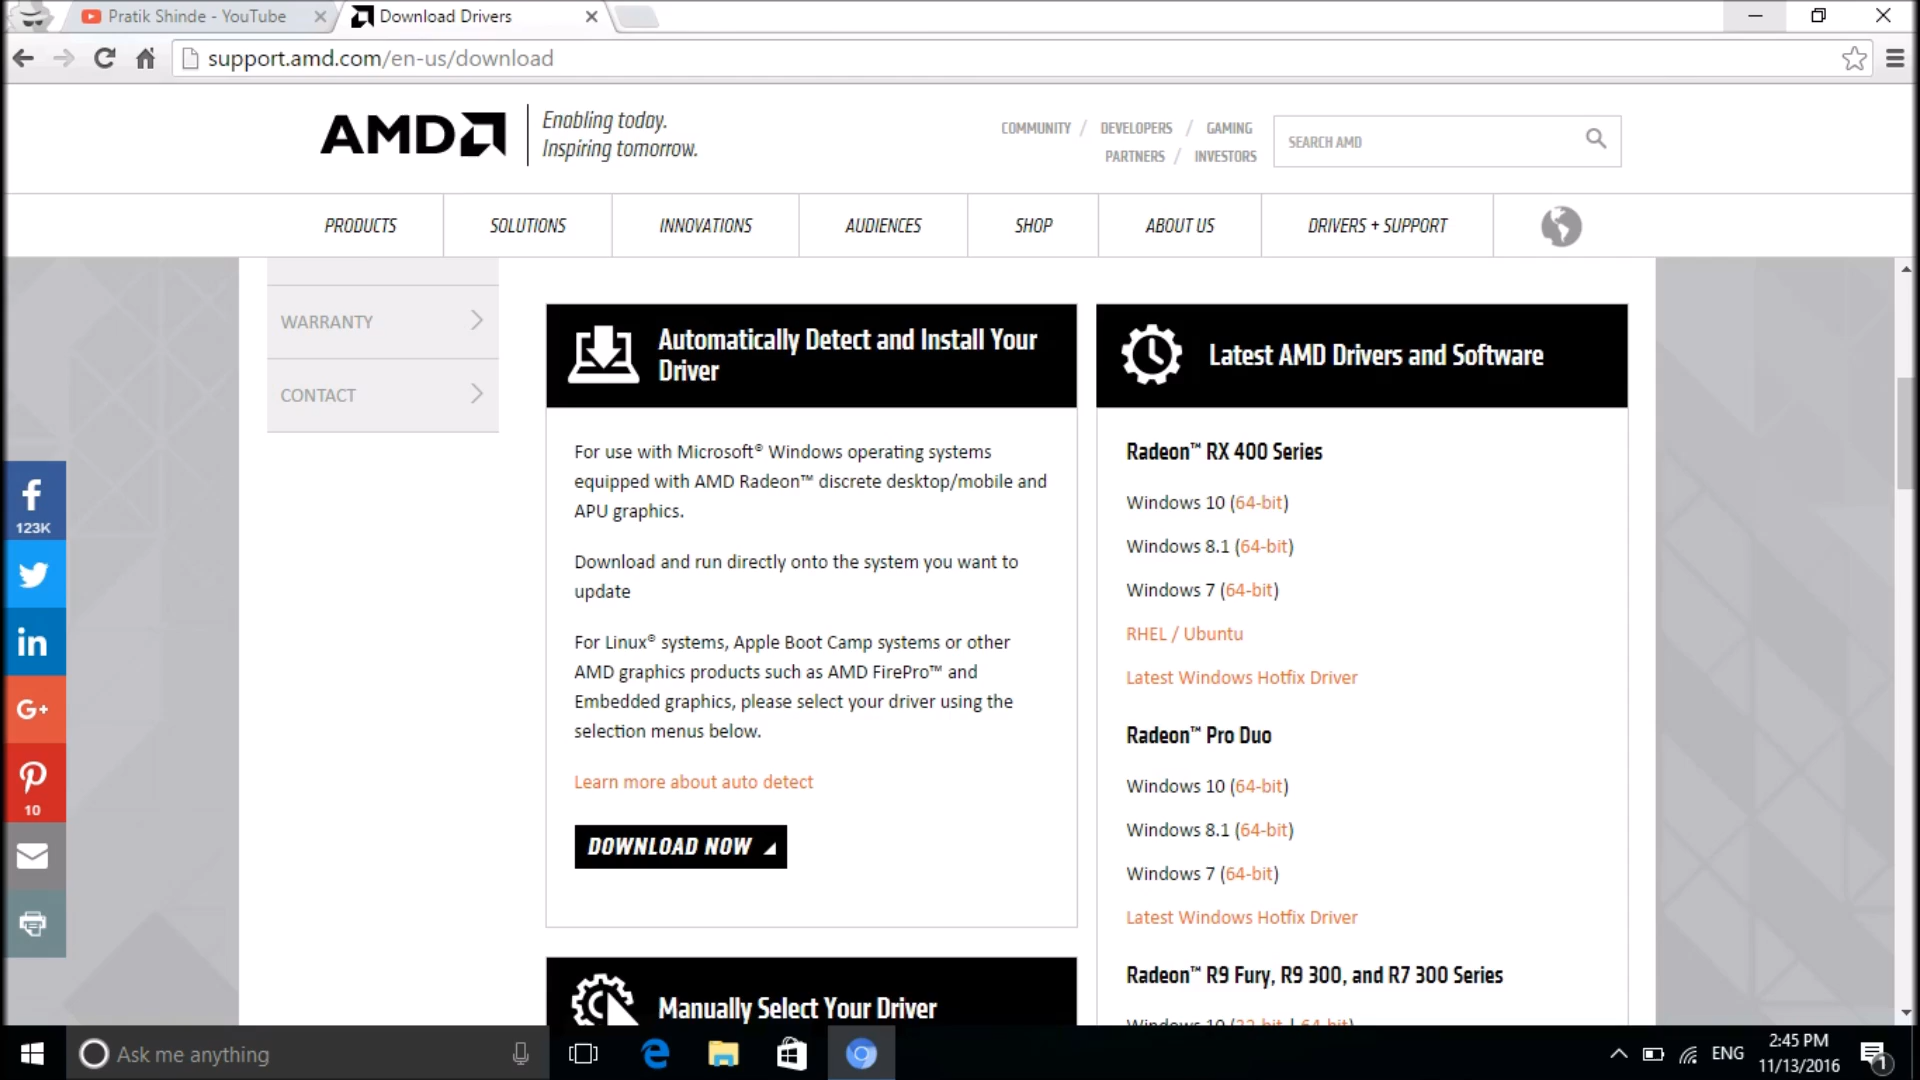 Pratik Shinde - YouTube
Download Drivers
support.amd.com/en-us/download
AMD
Enabling today.
Inspiring tomorrow.
COMMUNITY / DEVELOPERS / GAMING
PARTNERS / INVESTORS
SEARCH AMD
PRODUCTS
SOLUTIONS
INNOVATIONS
AUDIENCES
SHOP
ABOUT US
DRIVERS + SUPPORT
WARRANTY
CONTACT
123K
in
G+
10
Automatically Detect and Install Your
Driver
For use with Microsoft® Windows operating systems
equipped with AMD Radeon™ discrete desktop/mobile and
APU graphics.
Download and run directly onto the system you want to
update
For Linux® systems, Apple Boot Camp systems or other
AMD graphics products such as AMD FirePro™ and
Embedded graphics, please select your driver using the
selection menus below.
Learn more about auto detect
DOWNLOAD NOW
Manually Select Your Driver
Latest AMD Drivers and Software
Radeon™ RX 400 Series
Windows 10 (64-bit)
Windows 8.1 (64-bit)
Windows 7 (64-bit)
RHEL / Ubuntu
Latest Windows Hotfix Driver
Radeon™ Pro Duo
Windows 10 (64-bit)
Windows 8.1 (64-bit)
Windows 7 (64-bit)
Latest Windows Hotfix Driver
Radeon™ R9 Fury, R9 300, and R7 300 Series
Windows 10 (32-bit | 64-bit)
Ask me anything
ENG
2:45 PM
11/13/2016
1